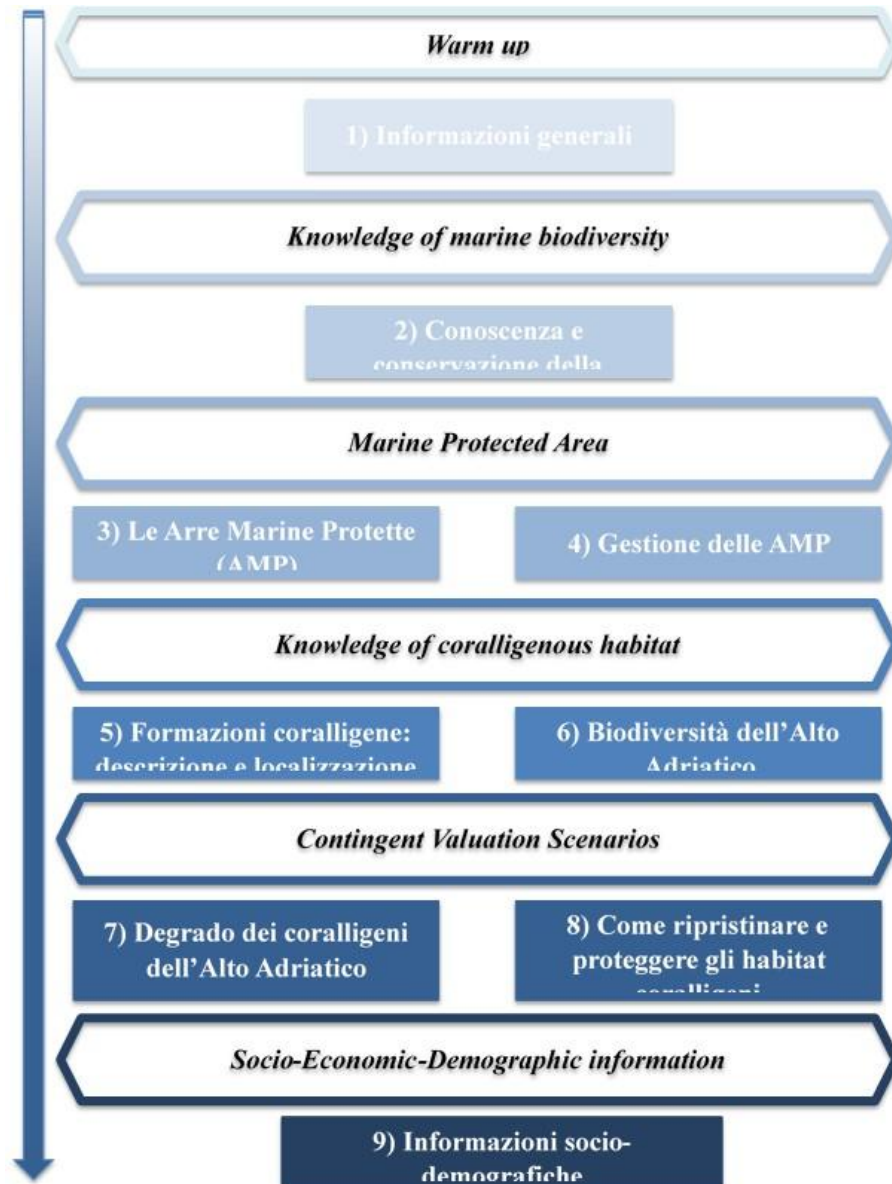 Warm up
1) Informazioni generali
Knowledge of marine biodiversity
2) Conoscenza e
conservazione della
Marine Protected Area
3) Le Arre Marine Protette
(AMP)
4) Gestione delle AMP
Knowledge of coralligenous habitat
5) Formazioni coralligene:
descrizione e localizzazione
6) Biodiversità dell’Alto
Adriatico
Contingent Valuation Scenarios
7) Degrado dei coralligeni
dell’Alto Adriatico
8) Come ripristinare e
proteggere gli habitat
coralligeni
Socio-Economic-Demographic information
9) Informazioni socio-
demografiche